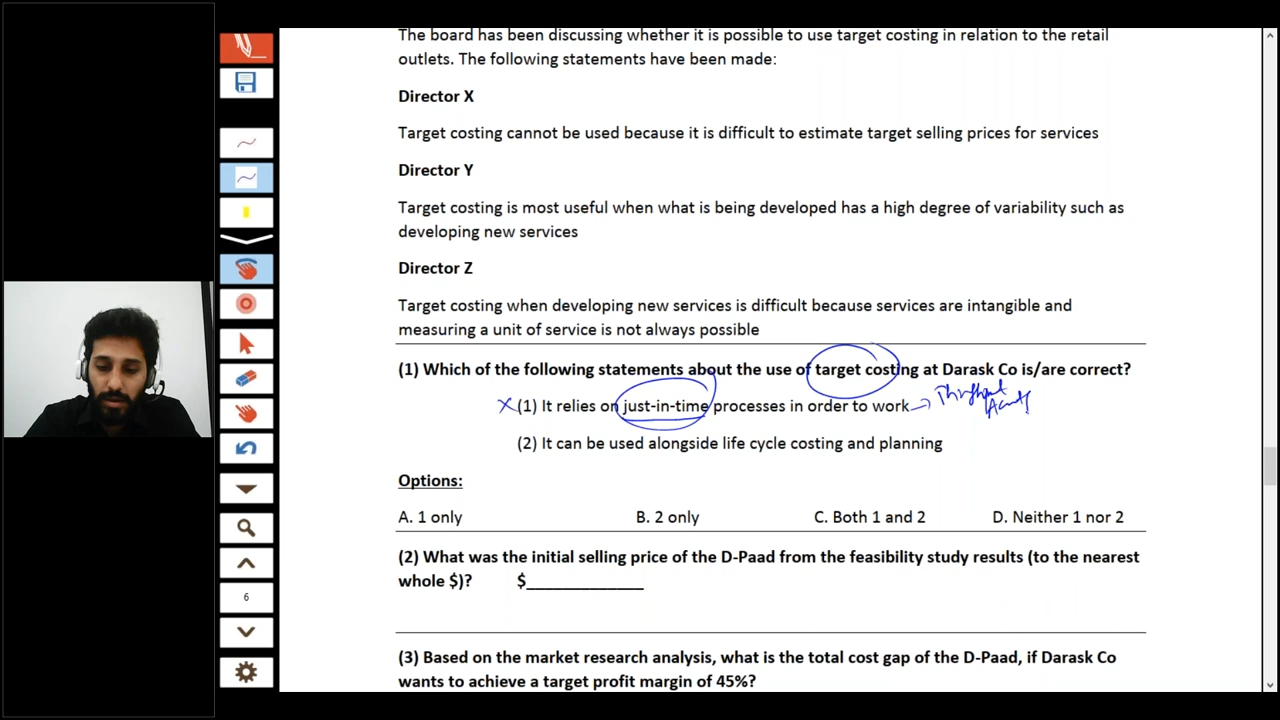 The board has been discussing whether it is possible to use target costing in relation to the retail
outlets. The following statements have been made:
Director X
Target costing cannot be used because it is difficult to estimate target selling prices for services
Director Y
Target costing is most useful when what is being developed has a high degree of variability such as
developing new services
Director Z
Target costing when developing new services is difficult because services are intangible and
measuring a unit of service is not always possible
(1) Which of the following statements about the use of target costing at Darask Co is/are correct?
X (1) It relies on just-in-time processes in order to work →
(2) It can be used alongside life cycle costing and planning
Options:
A. 1 only B. 2 only C. Both 1 and 2 D. Neither 1 nor 2
(2) What was the initial selling price of the D-Paad from the feasibility study results (to the nearest
whole $)? $_____________
(3) Based on the market research analysis, what is the total cost gap of the D-Paad, if Darask Co
wants to achieve a target profit margin of 45%?
6